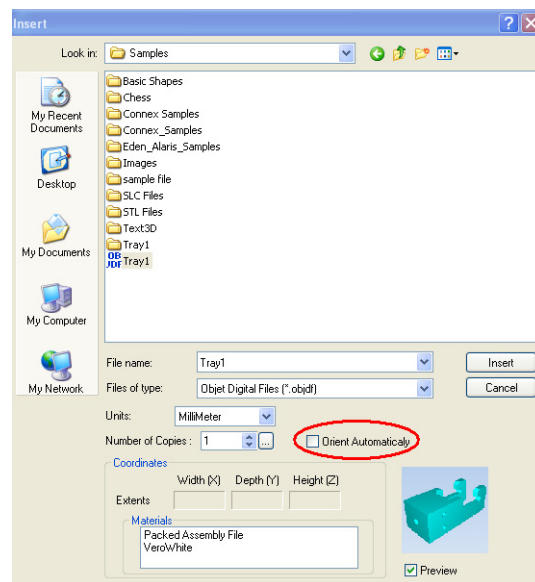 Insert
Look in: Samples
My Recent Documents
Desktop
My Documents
My Computer
My Network
Basic Shapes
Chess
Connex Samples
Connex_Samples
Eden_Alaris_Samples
Images
sample file
SLC Files
STL Files
Text3D
Tray1
OB JDF Tray1
File name: Tray1 Insert
Files of type: Objet Digital Files (*.objdf) Cancel
Units: MilliMeter
Number of Copies : 1 ... Orient Automaticaly
Coordinates
Width (X) Depth (Y) Height (Z)
Extents
Materials
Packed Assembly File
VeroWhite
Preview